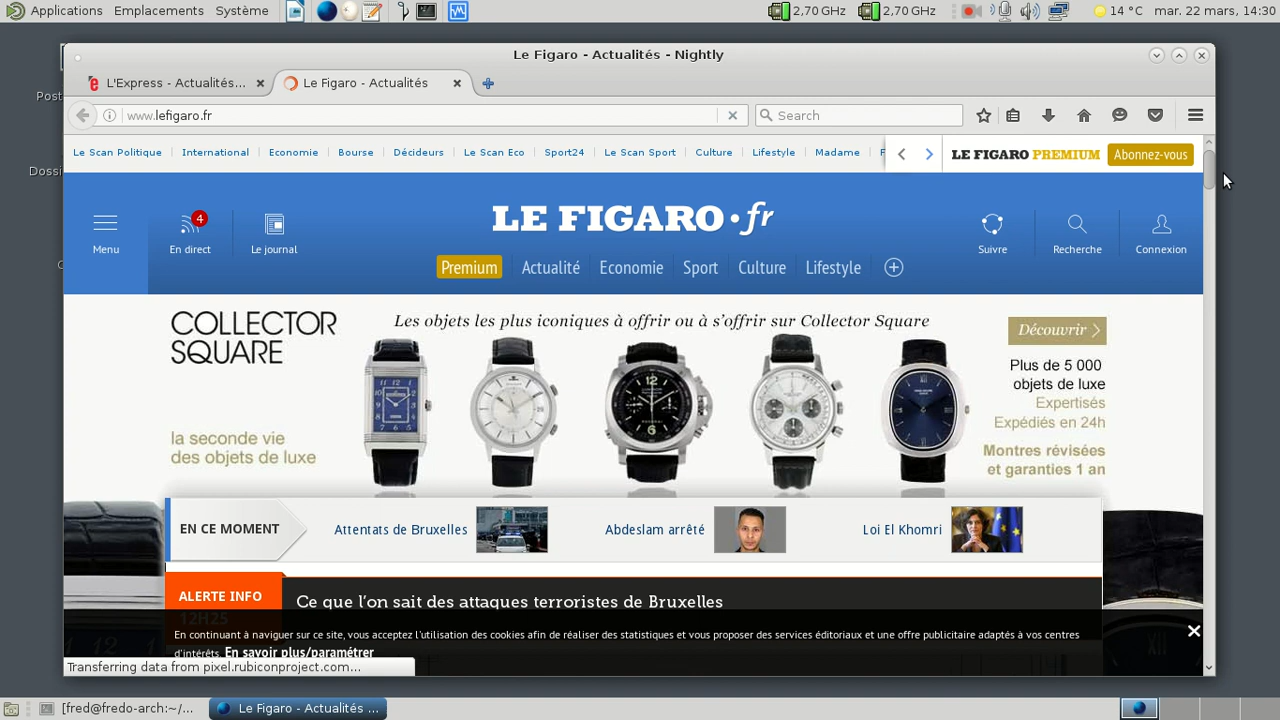 Applications Emplacements Système 2,70 GHz 2,70 GHz 14 °C mar. 22 mars, 14:30
Le Figaro - Actualités - Nightly
L'Express - Actualités... Le Figaro - Actualités
www.lefigaro.fr Search
Le Scan Politique International Economie Bourse Décideurs Le Scan Eco Sport24 Le Scan Sport Culture Lifestyle Madame F LE FIGARO PREMIUM Abonnez-vous
LE FIGARO•fr
4
Menu En direct Le journal Suivre Recherche Connexion
Premium Actualité Economie Sport Culture Lifestyle
COLLECTOR SQUARE
Les objets les plus iconiques à offrir ou à s'offrir sur Collector Square
Découvrir
Plus de 5 000
objets de luxe
Expertisés
Expédiés en 24h
Montres révisées
et garanties 1 an
la seconde vie
des objets de luxe
EN CE MOMENT Attentats de Bruxelles Abdeslam arrêté Loi El Khomri
ALERTE INFO
12H25
Ce que l'on sait des attaques terroristes de Bruxelles
En continuant à naviguer sur ce site, vous acceptez l'utilisation des cookies afin de réaliser des statistiques et vous proposer des services éditoriaux et une offre publicitaire adaptés à vos centres
d'intérêts. En savoir plus/paramétrer
Transferring data from pixel.rubiconproject.com...
[fred@fredo-arch:~/... Le Figaro - Actualités ...